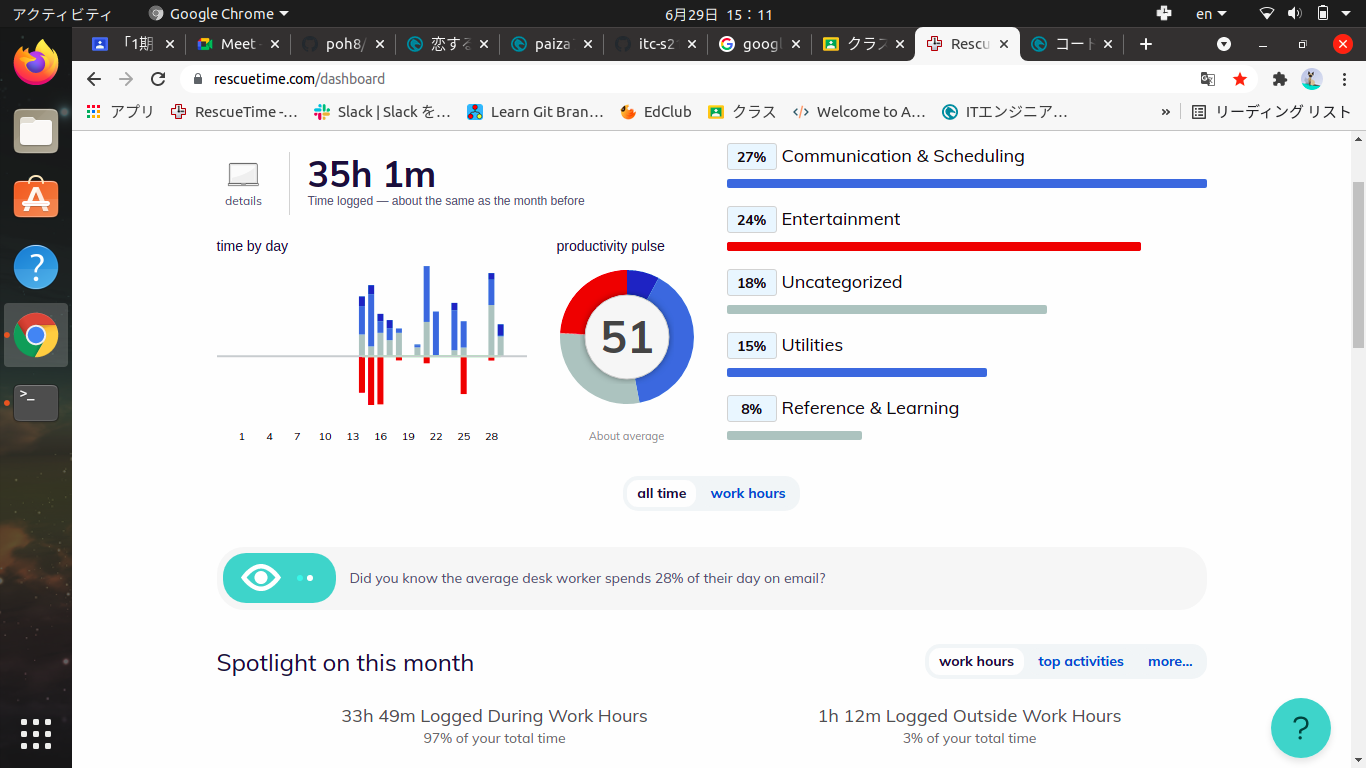 アクティビティ
Google Chrome
6月29日 15：11
en
「1期
Meet
poh8/
恋する
paiza
itc-s2
googl
クラス
Rescu
コート
rescuetime.com/dashboard
アプリ
RescueTime -...
Slack | Slack を...
Learn Git Bran...
EdClub
クラス
Welcome to A...
ITエンジニア...
»
リーディング リスト
details
35h 1m
Time logged — about the same as the month before
time by day
1 4 7 10 13 16 19 22 25 28
productivity pulse
51
About average
27% Communication & Scheduling
24% Entertainment
18% Uncategorized
15% Utilities
8% Reference & Learning
all time
work hours
Did you know the average desk worker spends 28% of their day on email?
Spotlight on this month
work hours
top activities
more...
33h 49m Logged During Work Hours
97% of your total time
1h 12m Logged Outside Work Hours
3% of your total time
?